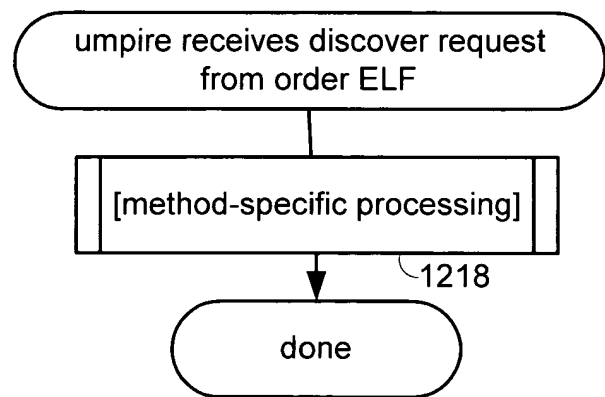 umpire receives discover request
from order ELF
[method-specific processing]
1218
done